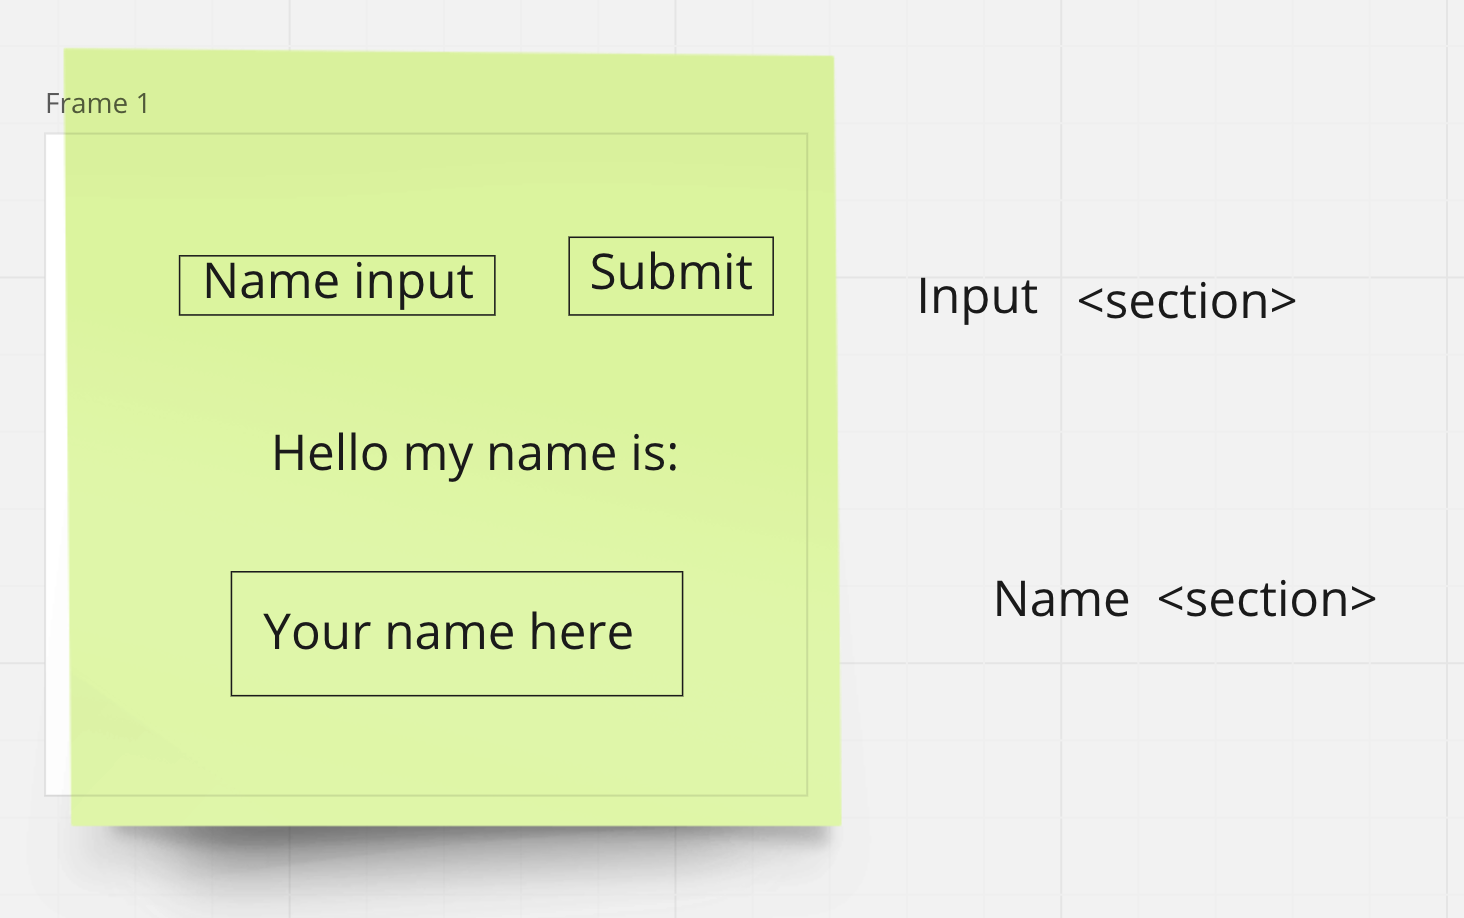 Frame 1
Name input
Submit
Input <section>
Hello my name is:
Name <section>
Your name here